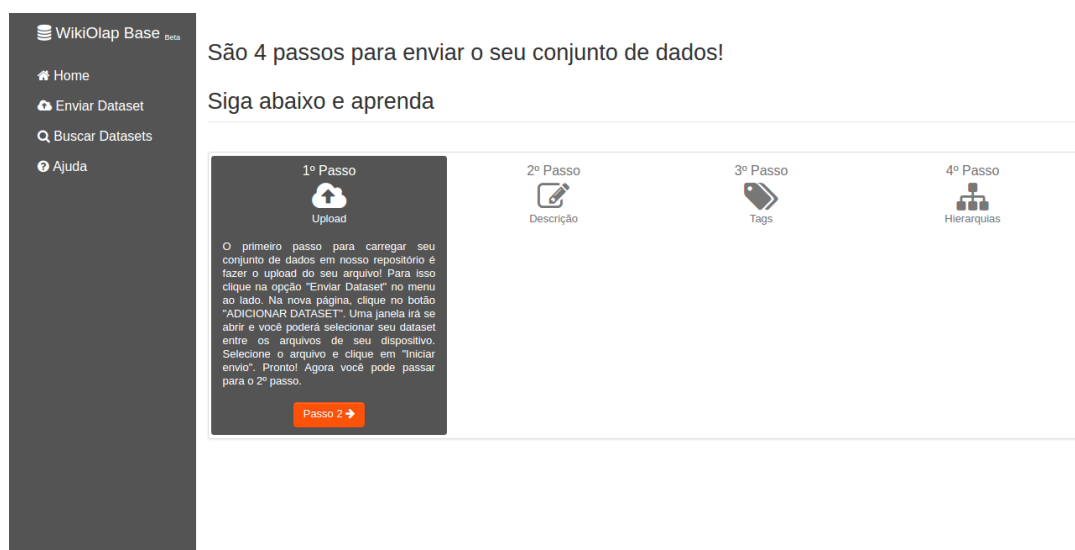 WikiOlap Base Beta
Home
Enviar Dataset
Buscar Datasets
Ajuda
São 4 passos para enviar o seu conjunto de dados!
Siga abaixo e aprenda
1º Passo
Upload
O primeiro passo para carregar seu
conjunto de dados em nosso repositório é
fazer o upload do seu arquivo! Para isso
clique na opção "Enviar Dataset" no menu
ao lado. Na nova página, clique no botão
"ADICIONAR DATASET". Uma janela irá se
abrir e você poderá selecionar seu dataset
entre os arquivos de seu dispositivo.
Selecione o arquivo e clique em "Iniciar
envio". Pronto! Agora você pode passar
para o 2º passo.
Passo 2
2º Passo
Descrição
3º Passo
Tags
4º Passo
Hierarquias